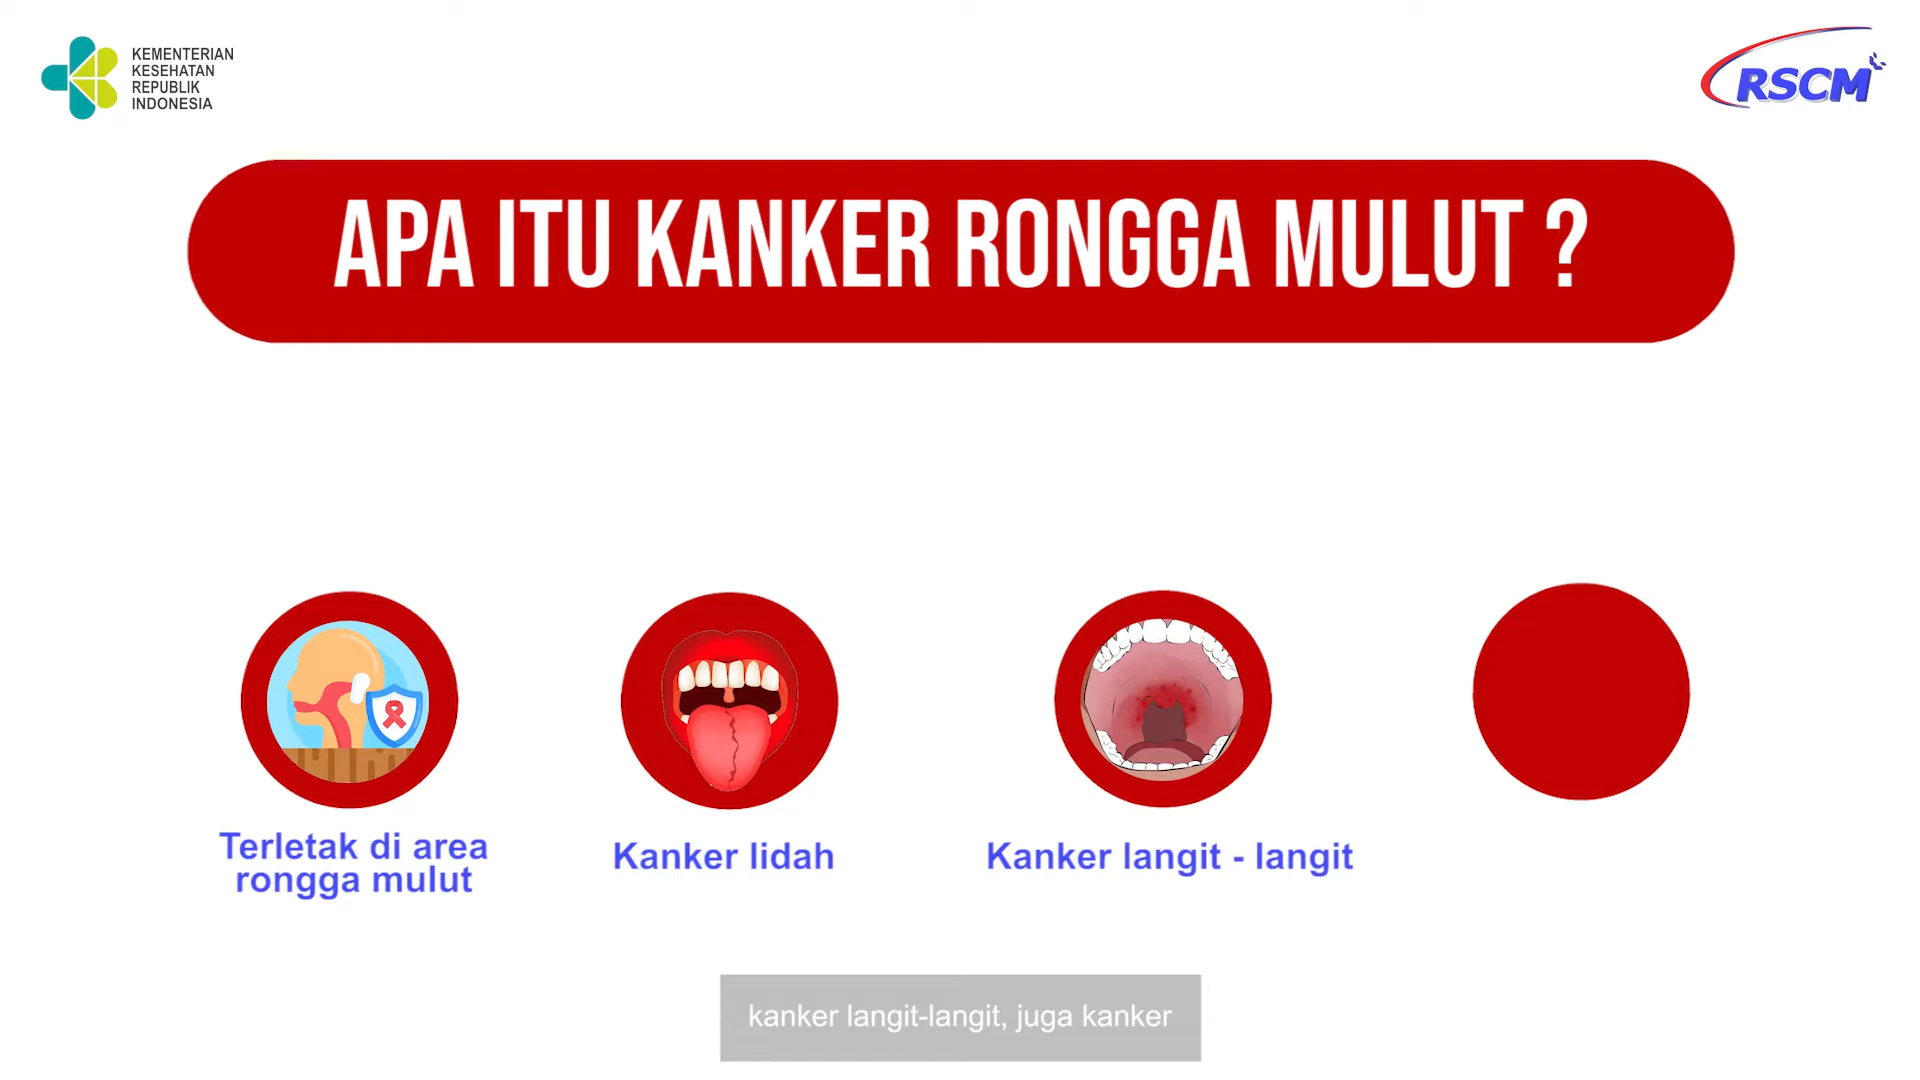 KEMENTERIAN
KESEHATAN
REPUBLIK
INDONESIA
RSCM
APA ITU KANKER RONGGA MULUT ?
Terletak di area
rongga mulut
Kanker lidah
Kanker langit - langit
kanker langit-langit, juga kanker